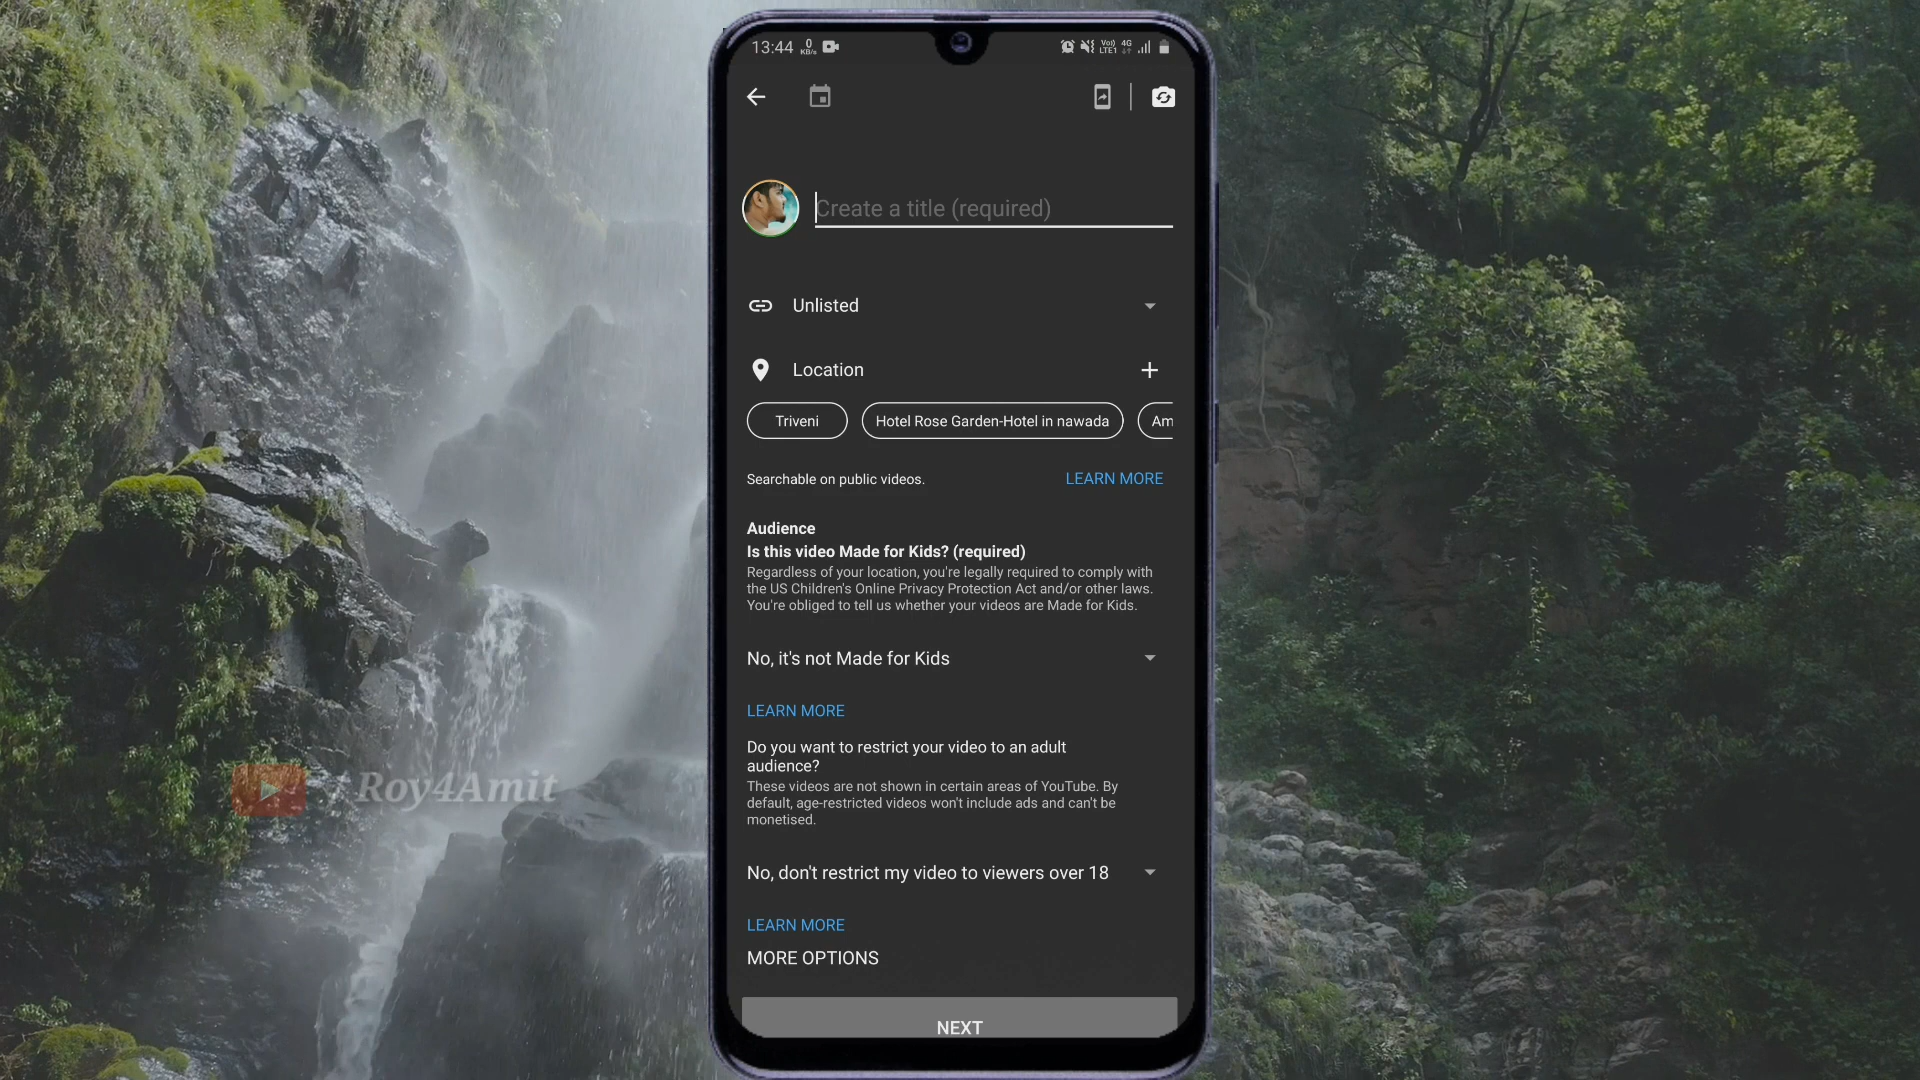 13:44 0 KB/s Vo) LTE1 4G
Create a title (required)
Unlisted
Location
Triveni Hotel Rose Garden-Hotel in nawada Am
Searchable on public videos. LEARN MORE
Audience
Is this video Made for Kids? (required)
Regardless of your location, you're legally required to comply with
the US Children's Online Privacy Protection Act and/or other laws.
You're obliged to tell us whether your videos are Made for Kids.
No, it's not Made for Kids
LEARN MORE
Do you want to restrict your video to an adult
audience?
These videos are not shown in certain areas of YouTube. By
default, age-restricted videos won't include ads and can't be
monetised.
/ Roy4Amit
No, don't restrict my video to viewers over 18
LEARN MORE
MORE OPTIONS
NEXT